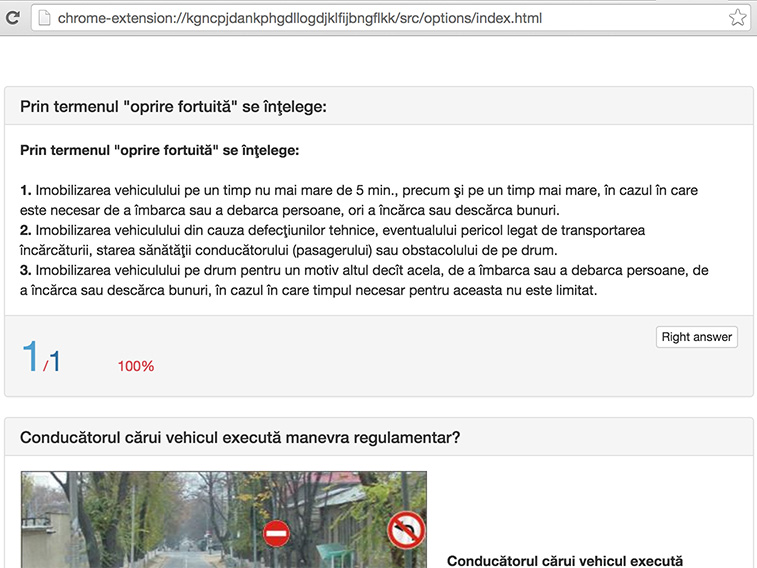 chrome-extension://kgncpjdankphgdllogdjklfijbngflkk/src/options/index.html
Prin termenul "oprire fortuită" se înţelege:
Prin termenul "oprire fortuită" se înţelege:
1. Imobilizarea vehiculului pe un timp nu mai mare de 5 min., precum şi pe un timp mai mare, în cazul în care
este necesar de a îmbarca sau a debarca persoane, ori a încărca sau descărca bunuri.
2. Imobilizarea vehiculului din cauza defecţiunilor tehnice, eventualului pericol legat de transportarea
încărcăturii, starea sănătăţii conducătorului (pasagerului) sau obstacolului de pe drum.
3. Imobilizarea vehiculului pe drum pentru un motiv altul decît acela, de a îmbarca sau a debarca persoane, de
a încărca sau descărca bunuri, în cazul în care timpul necesar pentru aceasta nu este limitat.
Right answer
1/1 100%
Conducătorul cărui vehicul execută manevra regulamentar?
Conducătorul cărui vehicul execută